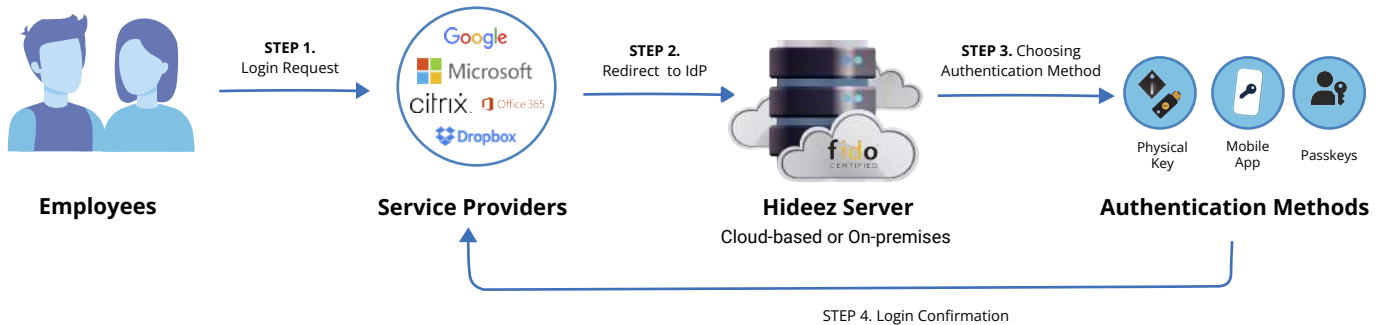 STEP 1.
Login Request
Google
Microsoft
citrix.
Office 365
Dropbox
STEP 2.
Redirect to IdP
fido
CERTIFIED
STEP 3. Choosing
Authentication Method
Physical
Key
Mobile
App
Passkeys
Employees
Service Providers
Hideez Server
Cloud-based or On-premises
Authentication Methods
STEP 4. Login Confirmation